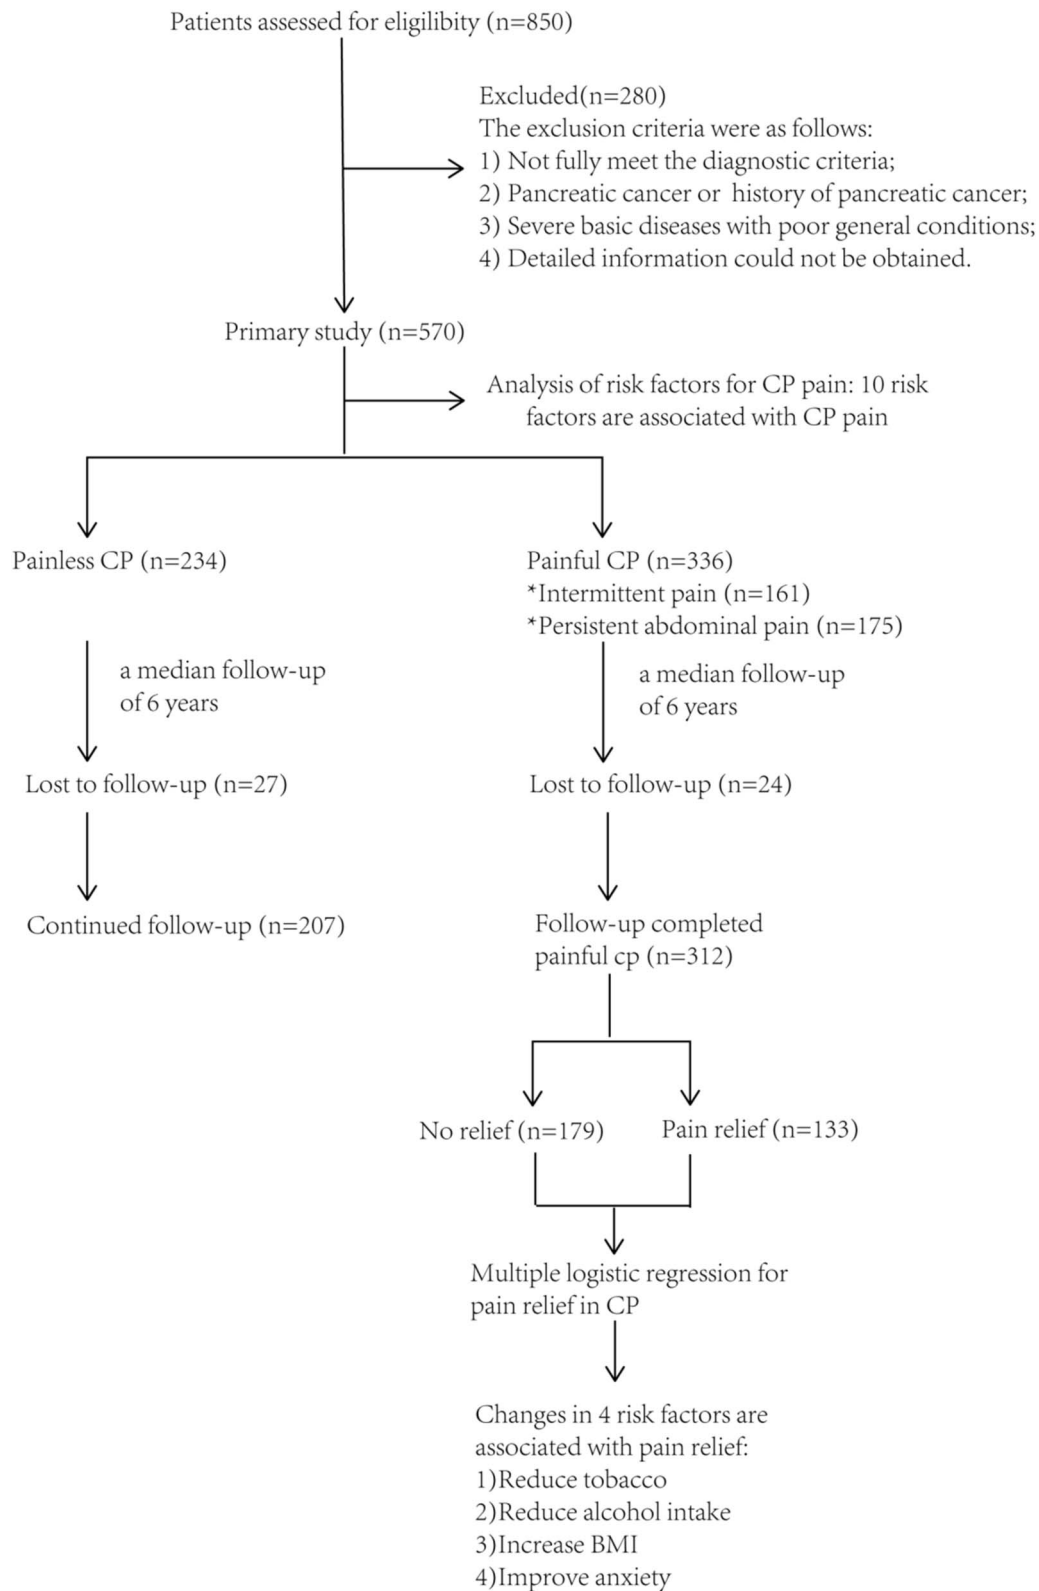 Patients assessed for eligilibity (n=850)
Excluded(n=280)
The exclusion criteria were as follows:
1) Not fully meet the diagnostic criteria;
2) Pancreatic cancer or history of pancreatic cancer;
3) Severe basic diseases with poor general conditions;
4) Detailed information could not be obtained.
Primary study (n=570)
Analysis of risk factors for CP pain: 10 risk
factors are associated with CP pain
Painless CP (n=234)
Painful CP (n=336)
*Intermittent pain (n=161)
*Persistent abdominal pain (n=175)
a median follow-up
of 6 years
a median follow-up
of 6 years
Lost to follow-up (n=27)
Lost to follow-up (n=24)
Continued follow-up (n=207)
Follow-up completed
painful cp (n=312)
No relief (n=179)
Pain relief (n=133)
Multiple logistic regression for
pain relief in CP
Changes in 4 risk factors are
associated with pain relief:
1)Reduce tobacco
2)Reduce alcohol intake
3)Increase BMI
4)Improve anxiety